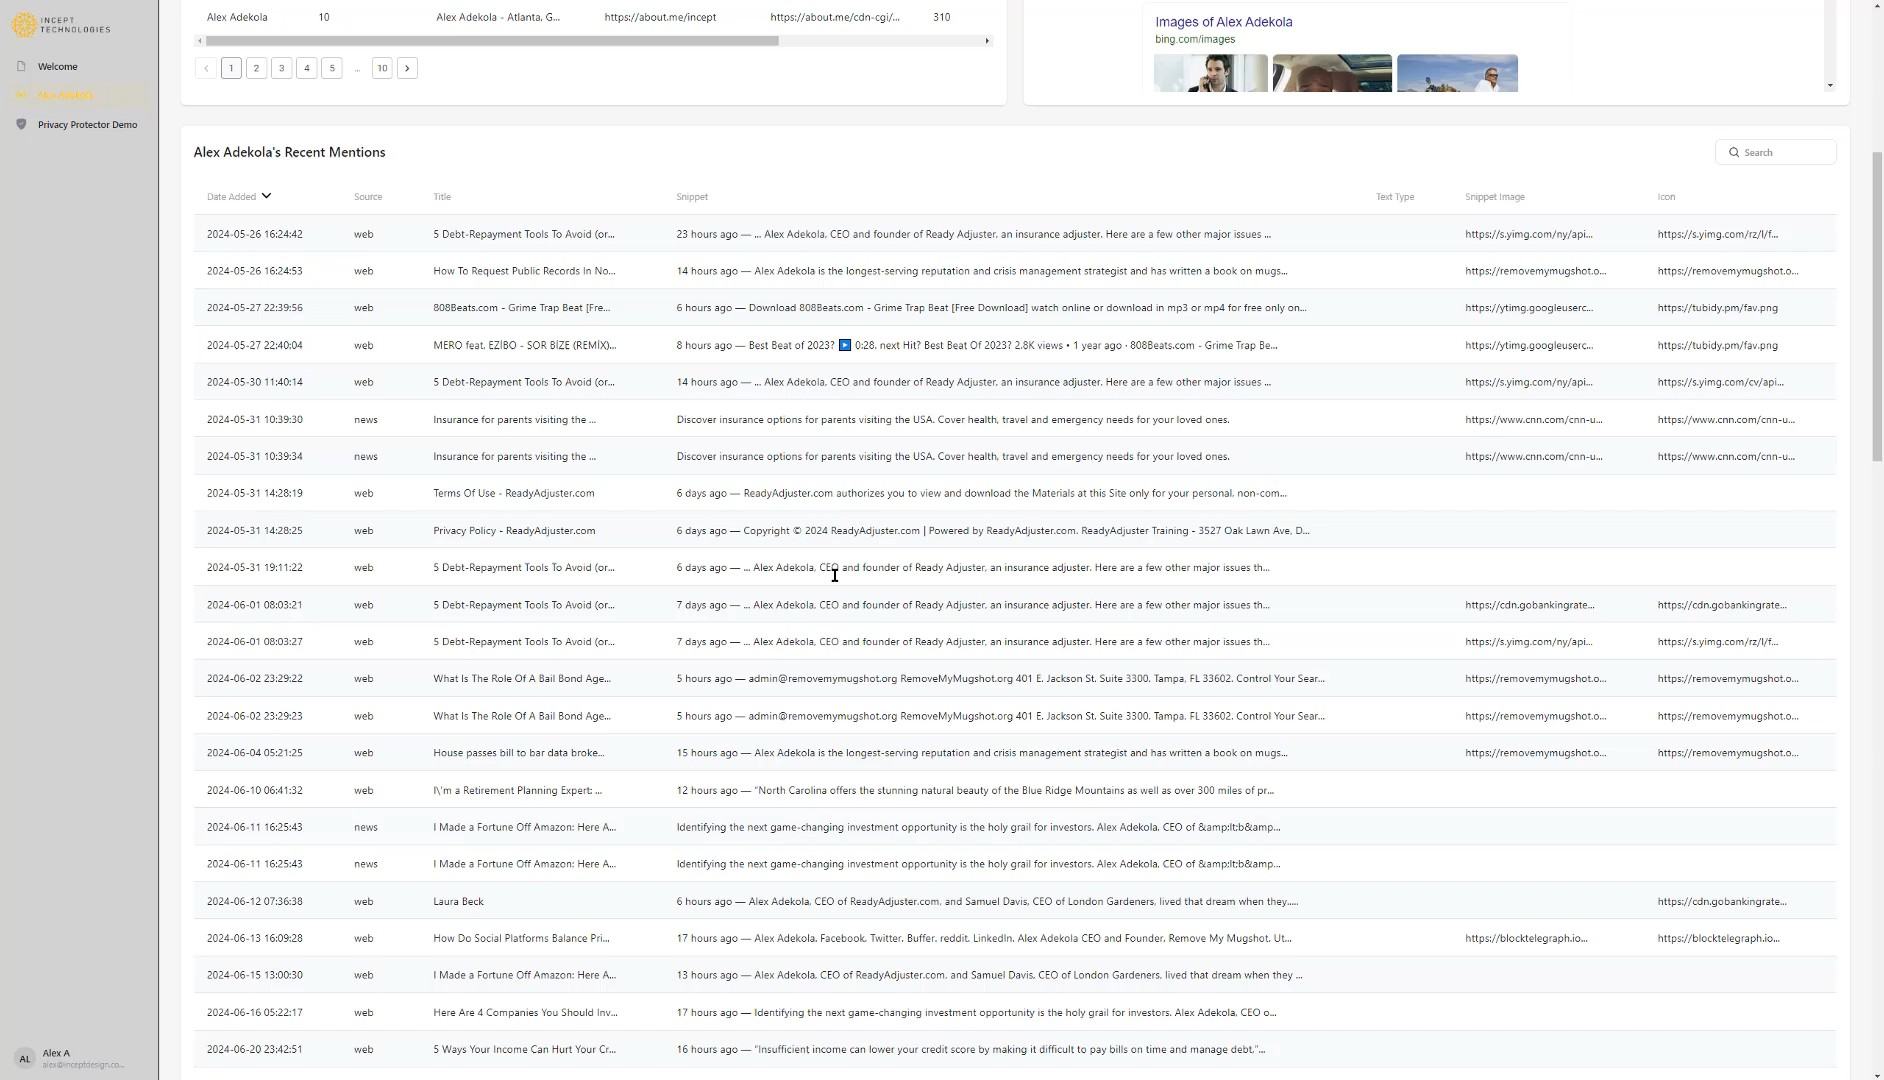 INCEPT
TECHNOLOGIES
Welcome
Alex Adekola
Privacy Protector Demo
Alex Adekola 10 Alex Adekola - Atlanta, G... https://about.me/incept https://about.me/cdn-cgi/... 310
1 2 3 4 5 ... 10
Images of Alex Adekola
bing.com/images
Alex Adekola's Recent Mentions
Search
Date Added Source Title Snippet Text Type Snippet Image Icon
2024-05-26 16:24:42 web 5 Debt-Repayment Tools To Avoid (or... 23 hours ago — ... Alex Adekola, CEO and founder of Ready Adjuster, an insurance adjuster. Here are a few other major issues ... https://s.yimg.com/ny/api... https://s.yimg.com/rz/l/f...
2024-05-26 16:24:53 web How To Request Public Records In No... 14 hours ago — Alex Adekola is the longest-serving reputation and crisis management strategist and has written a book on mugs... https://removemymugshot.o... https://removemymugshot.o...
2024-05-27 22:39:56 web 808Beats.com - Grime Trap Beat [Fre... 6 hours ago — Download 808Beats.com - Grime Trap Beat [Free Download] watch online or download in mp3 or mp4 for free only on... https://ytimg.googleuserc... https://tubidy.pm/fav.png
2024-05-27 22:40:04 web MERO feat. EZİBO - SOR BİZE (REMİX)... 8 hours ago — Best Beat of 2023? ▶ 0:28. next Hit? Best Beat Of 2023? 2.8K views • 1 year ago · 808Beats.com - Grime Trap Be... https://ytimg.googleuserc... https://tubidy.pm/fav.png
2024-05-30 11:40:14 web 5 Debt-Repayment Tools To Avoid (or... 14 hours ago — ... Alex Adekola, CEO and founder of Ready Adjuster, an insurance adjuster. Here are a few other major issues ... https://s.yimg.com/ny/api... https://s.yimg.com/cv/api...
2024-05-31 10:39:30 news Insurance for parents visiting the ... Discover insurance options for parents visiting the USA. Cover health, travel and emergency needs for your loved ones. https://www.cnn.com/cnn-u... https://www.cnn.com/cnn-u...
2024-05-31 10:39:34 news Insurance for parents visiting the ... Discover insurance options for parents visiting the USA. Cover health, travel and emergency needs for your loved ones. https://www.cnn.com/cnn-u... https://www.cnn.com/cnn-u...
2024-05-31 14:28:19 web Terms Of Use - ReadyAdjuster.com 6 days ago — ReadyAdjuster.com authorizes you to view and download the Materials at this Site only for your personal, non-com...
2024-05-31 14:28:25 web Privacy Policy - ReadyAdjuster.com 6 days ago — Copyright © 2024 ReadyAdjuster.com | Powered by ReadyAdjuster.com. ReadyAdjuster Training - 3527 Oak Lawn Ave, D...
2024-05-31 19:11:22 web 5 Debt-Repayment Tools To Avoid (or... 6 days ago — ... Alex Adekola, CEO and founder of Ready Adjuster, an insurance adjuster. Here are a few other major issues th...
2024-06-01 08:03:21 web 5 Debt-Repayment Tools To Avoid (or... 7 days ago — ... Alex Adekola, CEO and founder of Ready Adjuster, an insurance adjuster. Here are a few other major issues th... https://cdn.gobankingrate... https://cdn.gobankingrate...
2024-06-01 08:03:27 web 5 Debt-Repayment Tools To Avoid (or... 7 days ago — ... Alex Adekola, CEO and founder of Ready Adjuster, an insurance adjuster. Here are a few other major issues th... https://s.yimg.com/ny/api... https://s.yimg.com/rz/l/f...
2024-06-02 23:29:22 web What Is The Role Of A Bail Bond Age... 5 hours ago — admin@removemymugshot.org RemoveMyMugshot.org 401 E. Jackson St. Suite 3300. Tampa, FL 33602. Control Your Sear... https://removemymugshot.o... https://removemymugshot.o...
2024-06-02 23:29:23 web What Is The Role Of A Bail Bond Age... 5 hours ago — admin@removemymugshot.org RemoveMyMugshot.org 401 E. Jackson St. Suite 3300. Tampa, FL 33602. Control Your Sear... https://removemymugshot.o... https://removemymugshot.o...
2024-06-04 05:21:25 web House passes bill to bar data broke... 15 hours ago — Alex Adekola is the longest-serving reputation and crisis management strategist and has written a book on mugs... https://removemymugshot.o... https://removemymugshot.o...
2024-06-10 06:41:32 web I\'m a Retirement Planning Expert: ... 12 hours ago — "North Carolina offers the stunning natural beauty of the Blue Ridge Mountains as well as over 300 miles of pr...
2024-06-11 16:25:43 news I Made a Fortune Off Amazon: Here A... Identifying the next game-changing investment opportunity is the holy grail for investors. Alex Adekola, CEO of &amp;lt;b&amp...
2024-06-11 16:25:43 news I Made a Fortune Off Amazon: Here A... Identifying the next game-changing investment opportunity is the holy grail for investors. Alex Adekola, CEO of &amp;lt;b&amp...
2024-06-12 07:36:38 web Laura Beck 6 hours ago — Alex Adekola, CEO of ReadyAdjuster.com, and Samuel Davis, CEO of London Gardeners, lived that dream when they..... https://cdn.gobankingrate...
2024-06-13 16:09:28 web How Do Social Platforms Balance Pri... 17 hours ago — Alex Adekola. Facebook. Twitter. Buffer. reddit. LinkedIn. Alex Adekola CEO and Founder, Remove My Mugshot. Ut... https://blocktelegraph.io... https://blocktelegraph.io...
2024-06-15 13:00:30 web I Made a Fortune Off Amazon: Here A... 13 hours ago — Alex Adekola, CEO of ReadyAdjuster.com, and Samuel Davis, CEO of London Gardeners, lived that dream when they ...
2024-06-16 05:22:17 web Here Are 4 Companies You Should Inv... 17 hours ago — Identifying the next game-changing investment opportunity is the holy grail for investors. Alex Adekola, CEO o...
2024-06-20 23:42:51 web 5 Ways Your Income Can Hurt Your Cr... 16 hours ago — "Insufficient income can lower your credit score by making it difficult to pay bills on time and manage debt,"...
AL
Alex A
alex@inceptdesign.co...